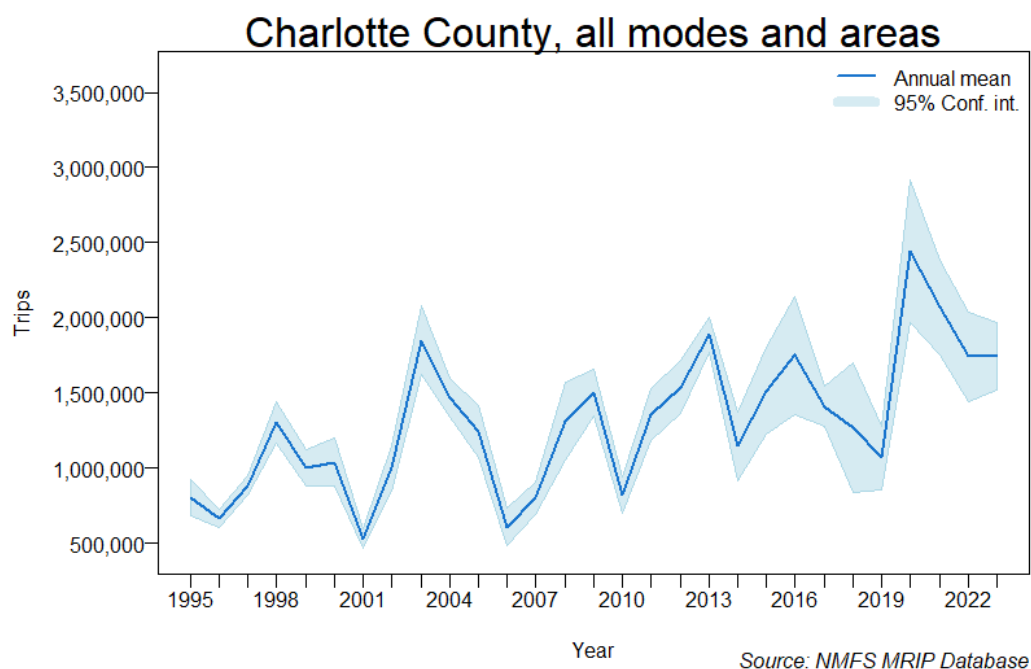 Charlotte County, all modes and areas
Annual mean
95% Conf. int.
3,500,000
3,000,000
2,500,000
2,000,000
1,500,000
1,000,000
500,000
Trips
1995 1998 2001 2004 2007 2010 2013 2016 2019 2022
Year
Source: NMFS MRIP Database